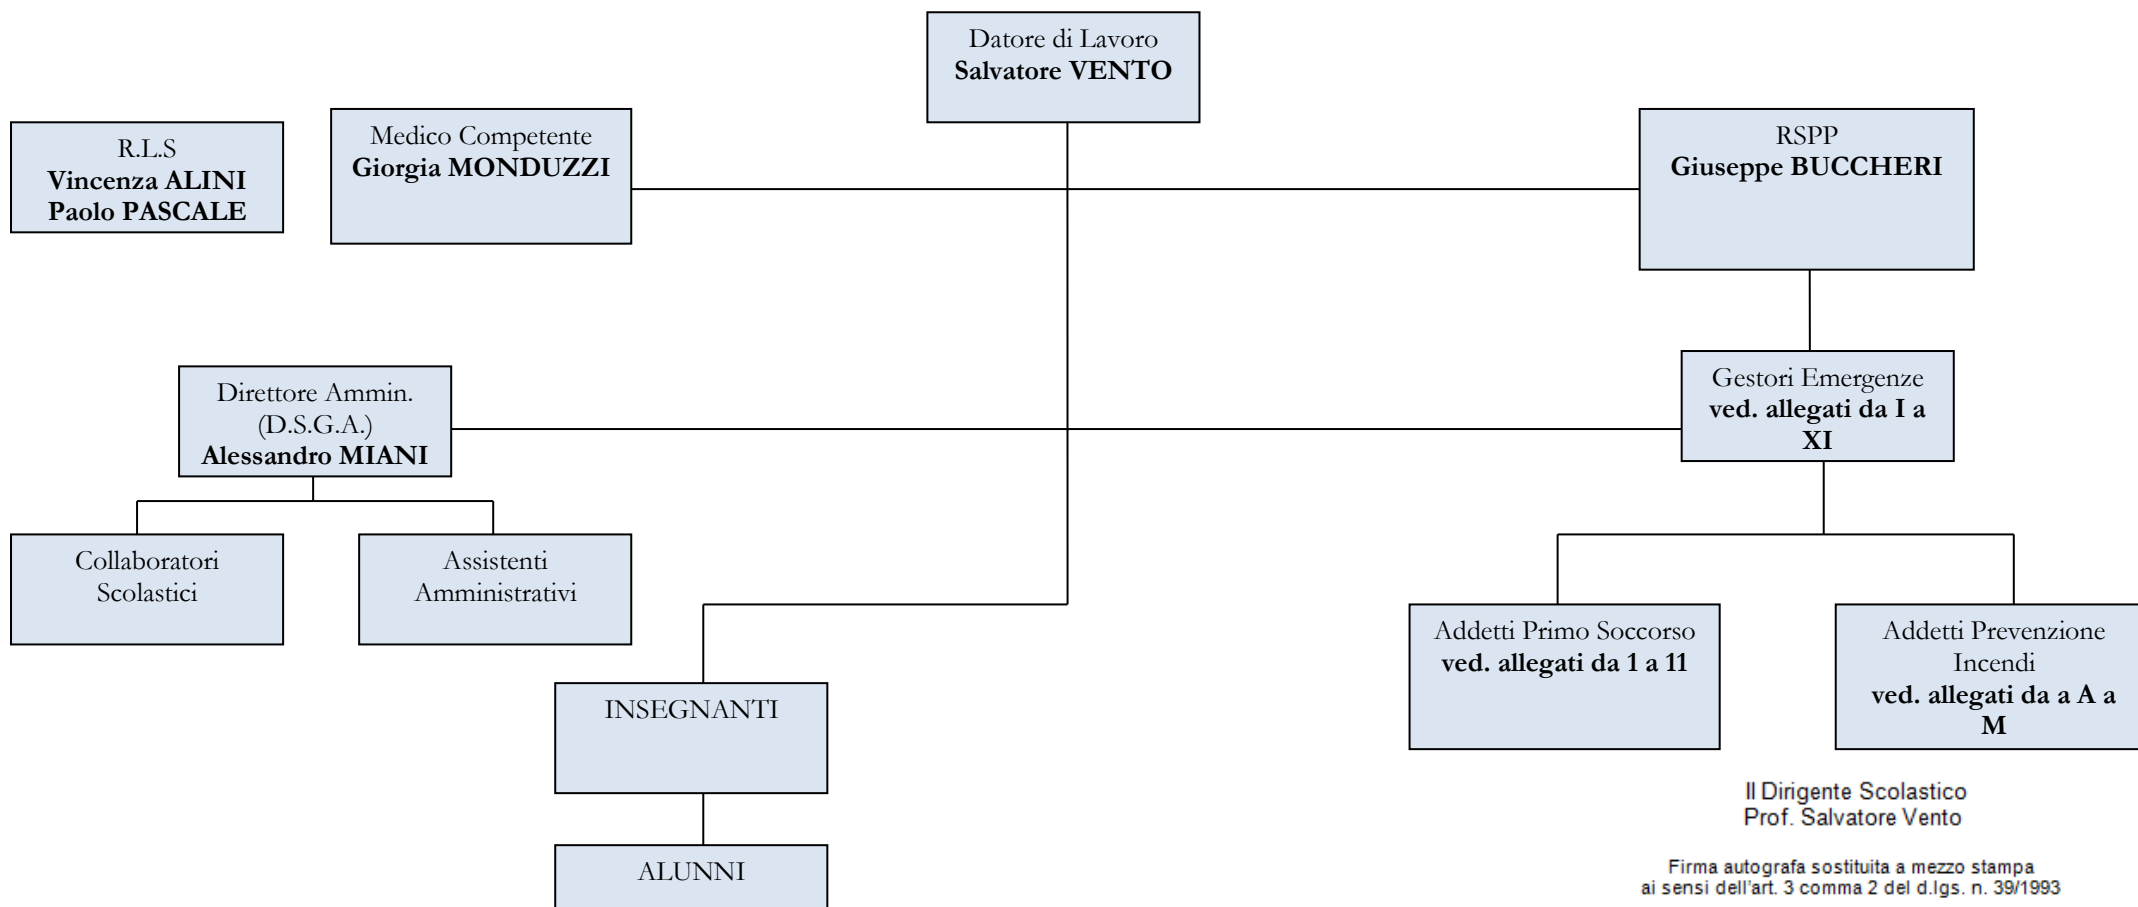 Datore di Lavoro
Salvatore VENTO
R.L.S
Vincenza ALINI
Paolo PASCALE
Medico Competente
Giorgia MONDUZZI
RSPP
Giuseppe BUCCHERI
Direttore Ammin.
(D.S.G.A.)
Alessandro MIANI
Gestori Emergenze
ved. allegati da I a
XI
Collaboratori
Scolastici
Assistenti
Amministrativi
Addetti Primo Soccorso
ved. allegati da 1 a 11
Addetti Prevenzione
Incendi
ved. allegati da a A a
M
INSEGNANTI
ALUNNI
Il Dirigente Scolastico
Prof. Salvatore Vento
Firma autografa sostituita a mezzo stampa
ai sensi dell'art. 3 comma 2 del d.lgs. n. 39/1993